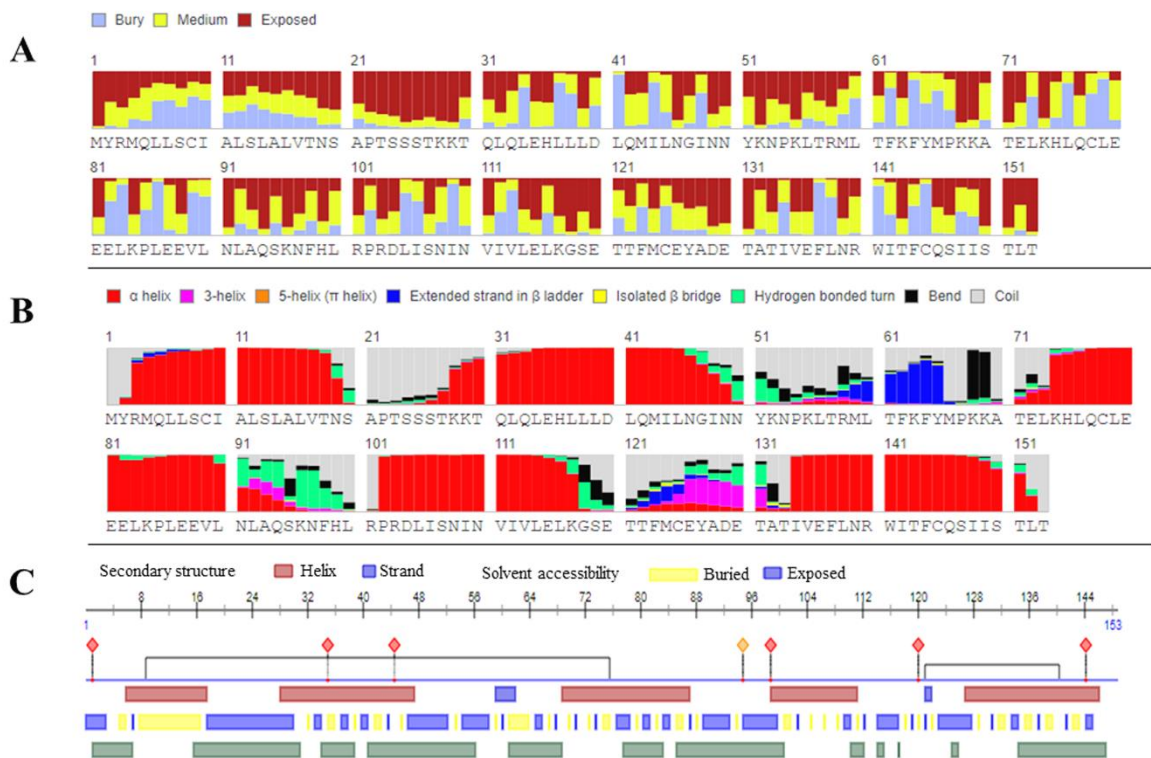 A
Bury Medium Exposed
1 11 21 31 41 51 61 71
MYRMQLLSCI ALSLALVTNS APTSSSTKKT QLQLEHLLLD LQMILNGINN YKNPKLTRML TFKFYMPKKA TELKHLQCLE
81 91 101 111 121 131 141 151
EELKPLEEVL NLAQSKNFHL RPRDLISNIN VIVLELKGSE TTFMCEYADE TATIVEFLNR WITFCQSIIS TLT
B
α helix 3-helix 5-helix (π helix) Extended strand in β ladder Isolated β bridge Hydrogen bonded turn Bend Coil
1 11 21 31 41 51 61 71
MYRMQLLSCI ALSLALVTNS APTSSSTKKT QLQLEHLLLD LQMILNGINN YKNPKLTRML TFKFYMPKKA TELKHLQCLE
81 91 101 111 121 131 141 151
EELKPLEEVL NLAQSKNFHL RPRDLISNIN VIVLELKGSE TTFMCEYADE TATIVEFLNR WITFCQSIIS TLT
C
Secondary structure Helix Strand Solvent accessibility Buried Exposed
8 16 24 32 40 48 56 64 72 80 88 96 104 112 120 128 136 144
1 153